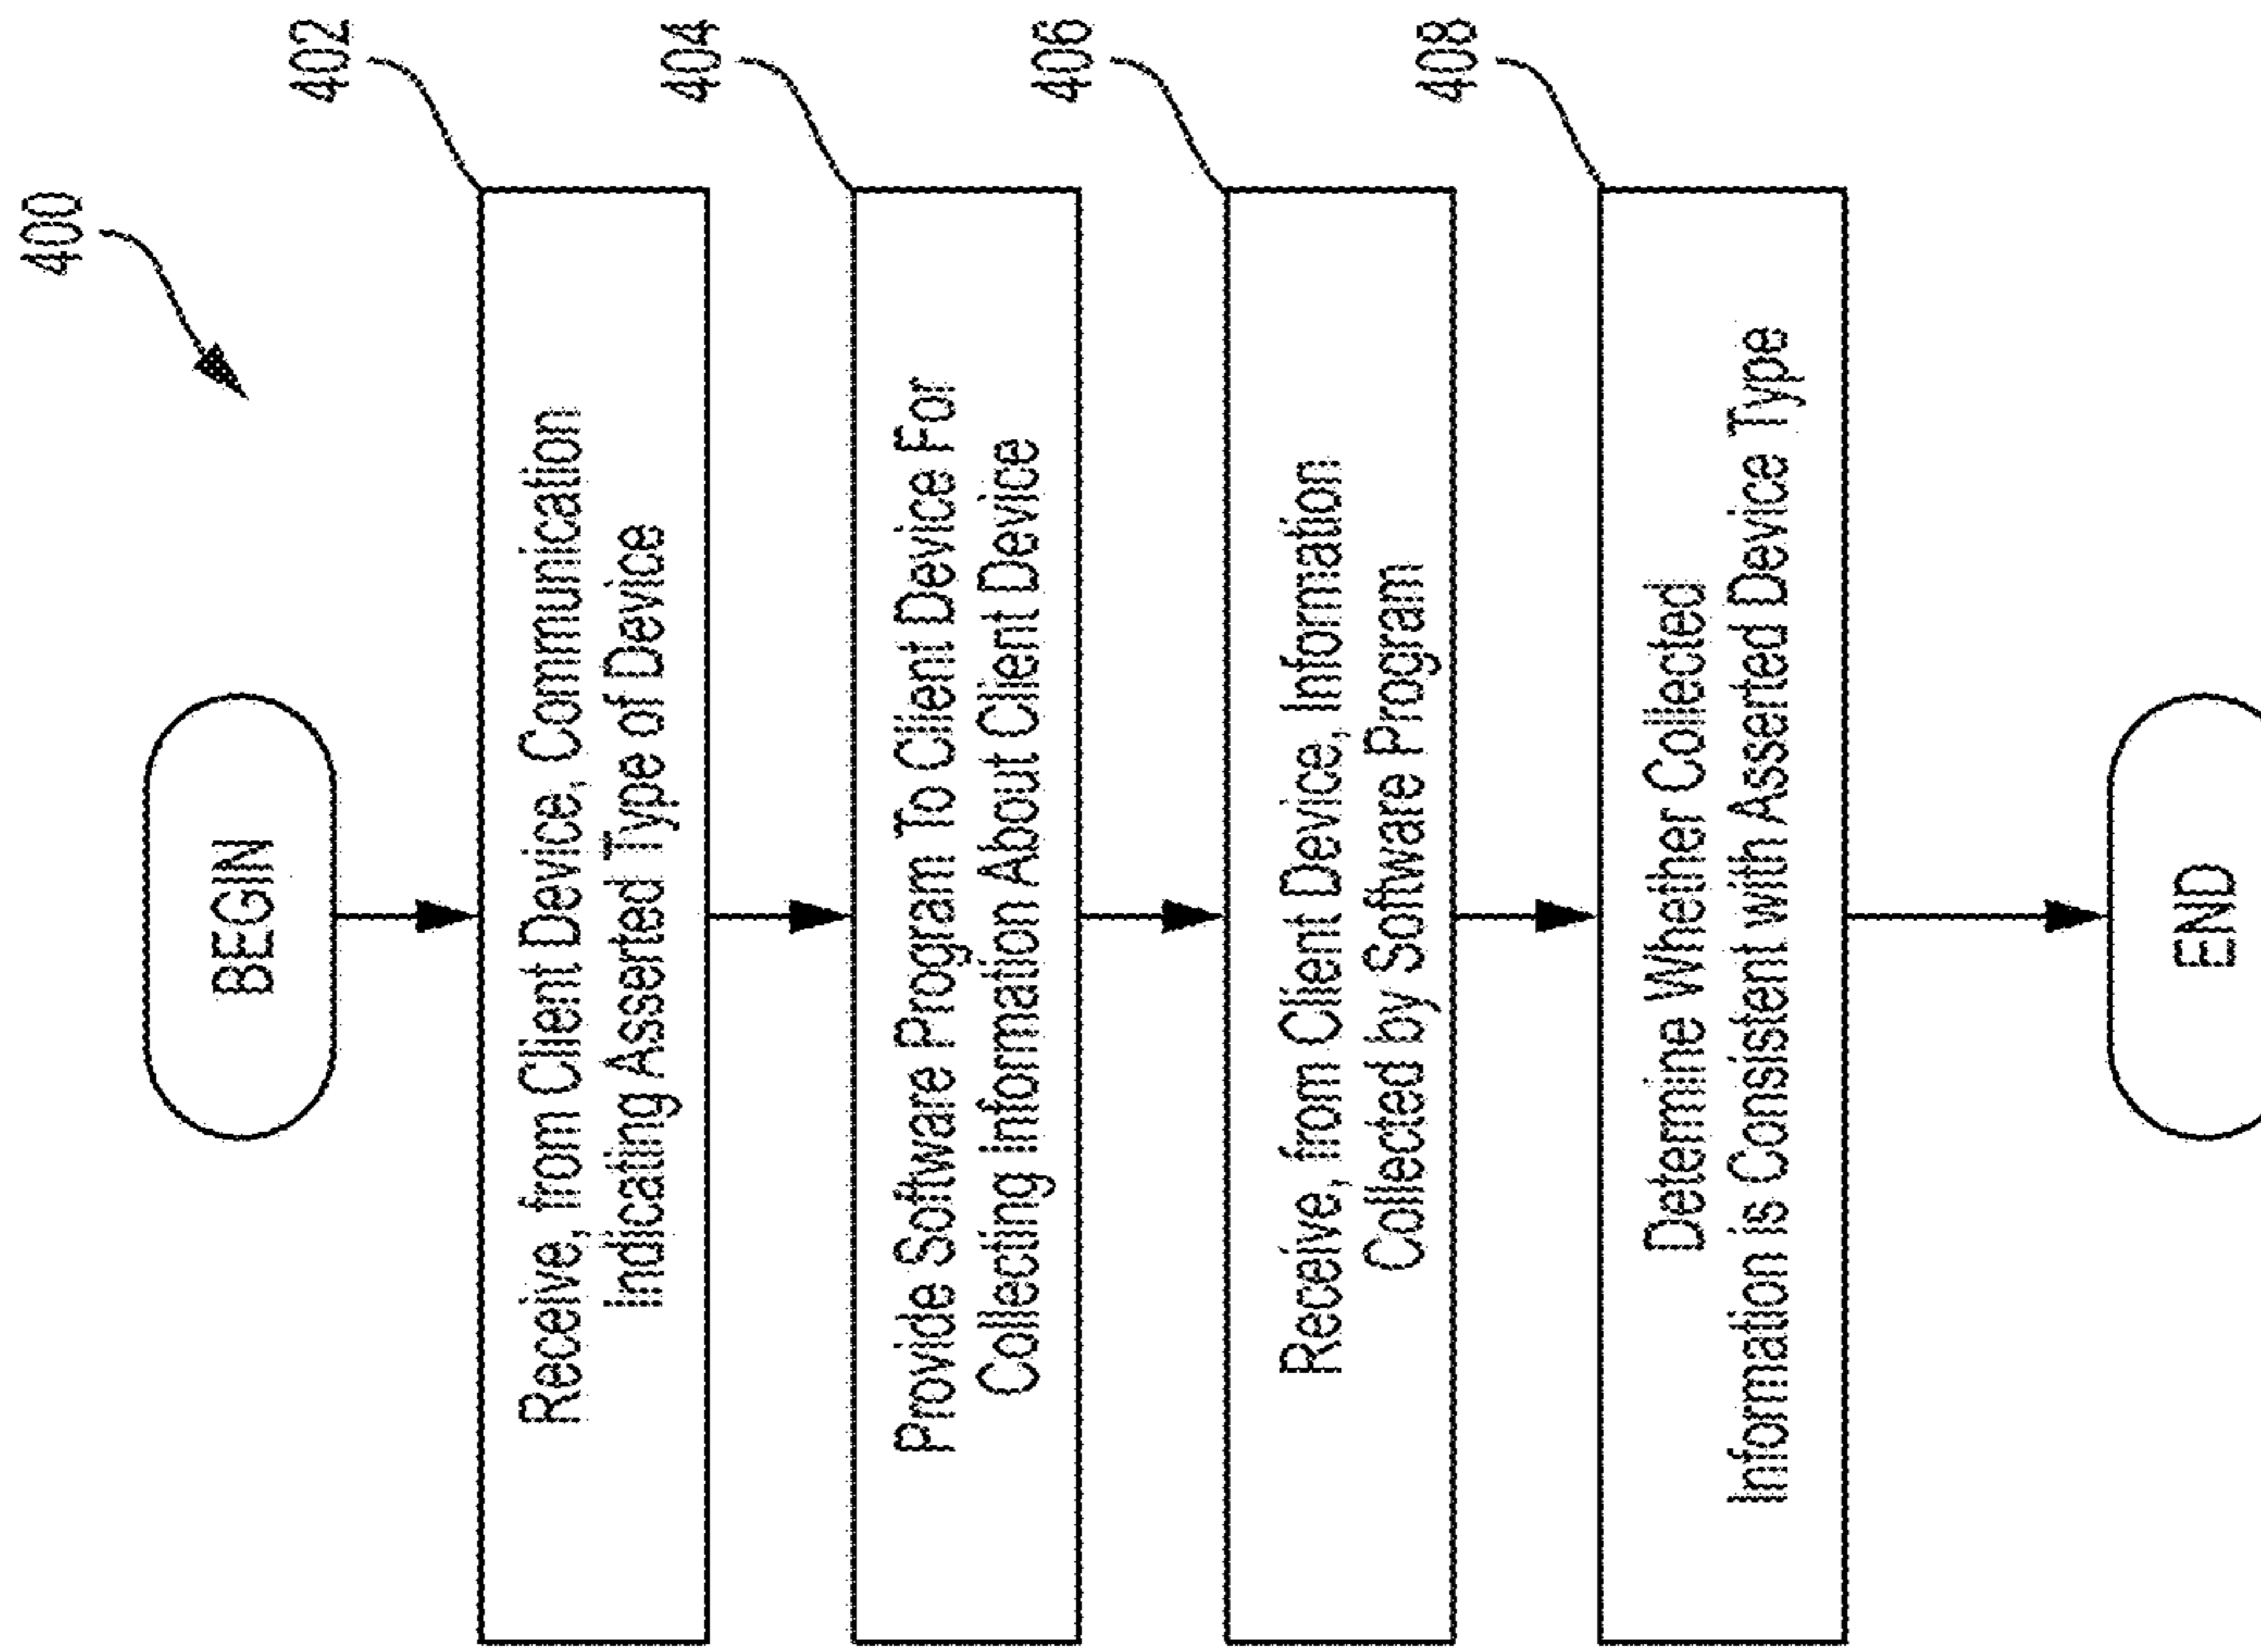 400
BEGIN
402
Receive, from Client Device, Communication
Indicating Asserted Type of Device
404
Provide Software Program To Client Device For
Collecting Information About Client Device
406
Receive, from Client Device, Information
Collected by Software Program
408
Determine Whether Collected
Information is Consistent with Asserted Device Type
END